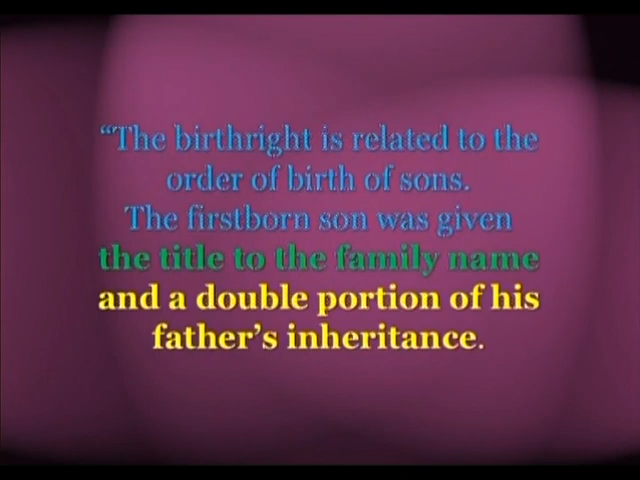 “The birthright is related to the
order of birth of sons.
The firstborn son was given
the title to the family name
and a double portion of his
father’s inheritance.